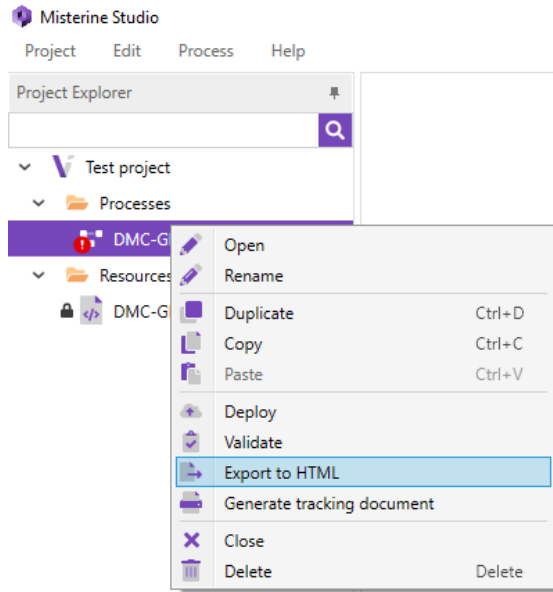 Misterine Studio
Project Edit Process Help
Project Explorer
Test project
Processes
DMC-G
Open
Rename
Resources
DMC-G
Duplicate Ctrl+D
Copy Ctrl+C
Paste Ctrl+V
Deploy
Validate
Export to HTML
Generate tracking document
Close
Delete Delete